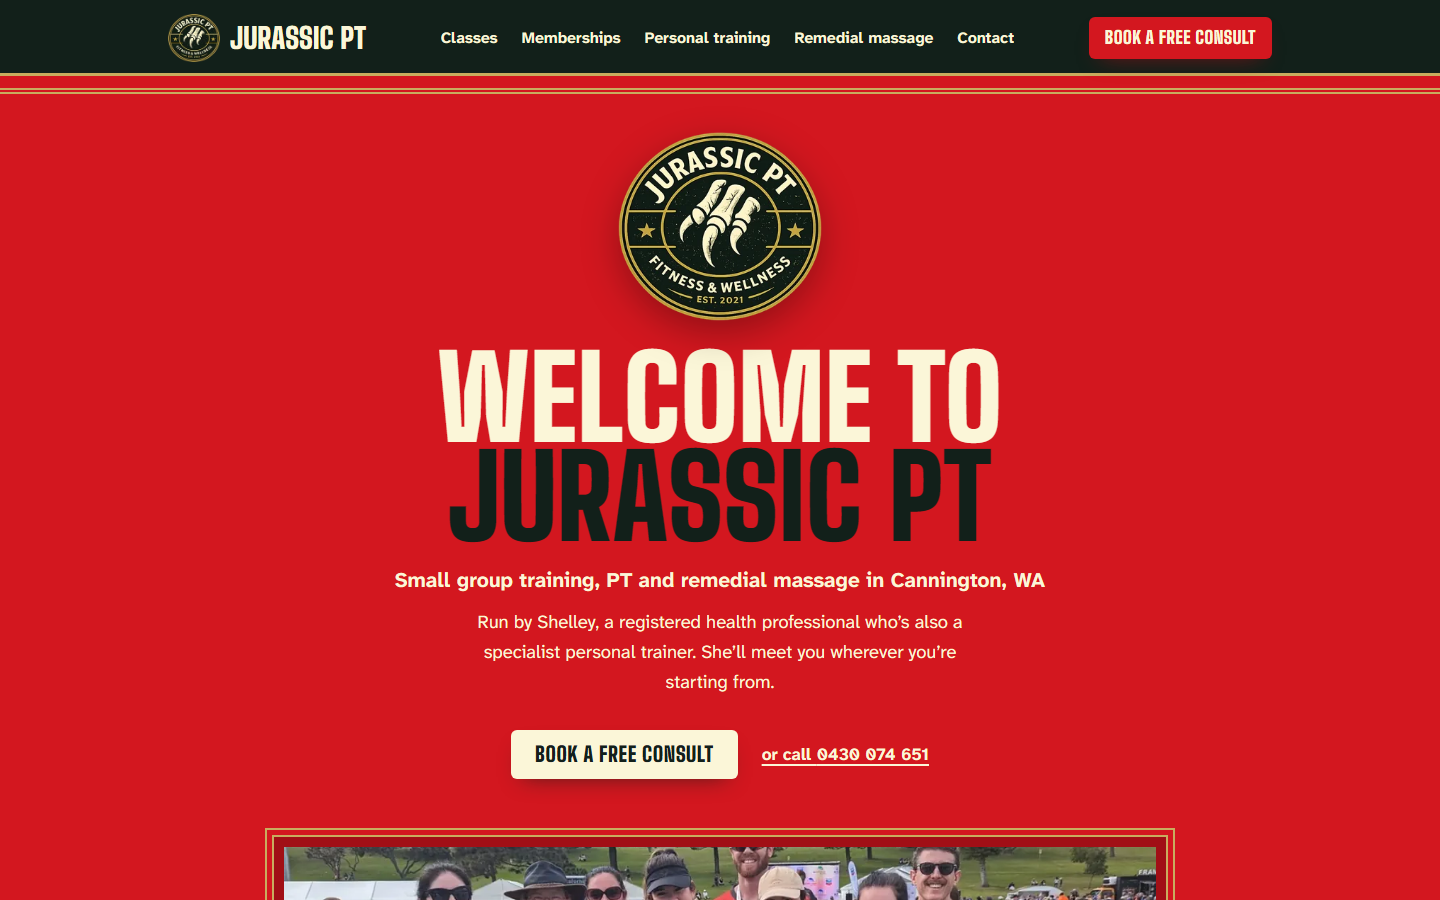 JURASSIC PT
Classes
Memberships
Personal training
Remedial massage
Contact
BOOK A FREE CONSULT
JURASSIC PT
FITNESS & WELLNESS
EST. 2021
WELCOME TO
JURASSIC PT
Small group training, PT and remedial massage in Cannington, WA
Run by Shelley, a registered health professional who’s also a
specialist personal trainer. She’ll meet you wherever you’re
starting from.
BOOK A FREE CONSULT
or call 0430 074 651